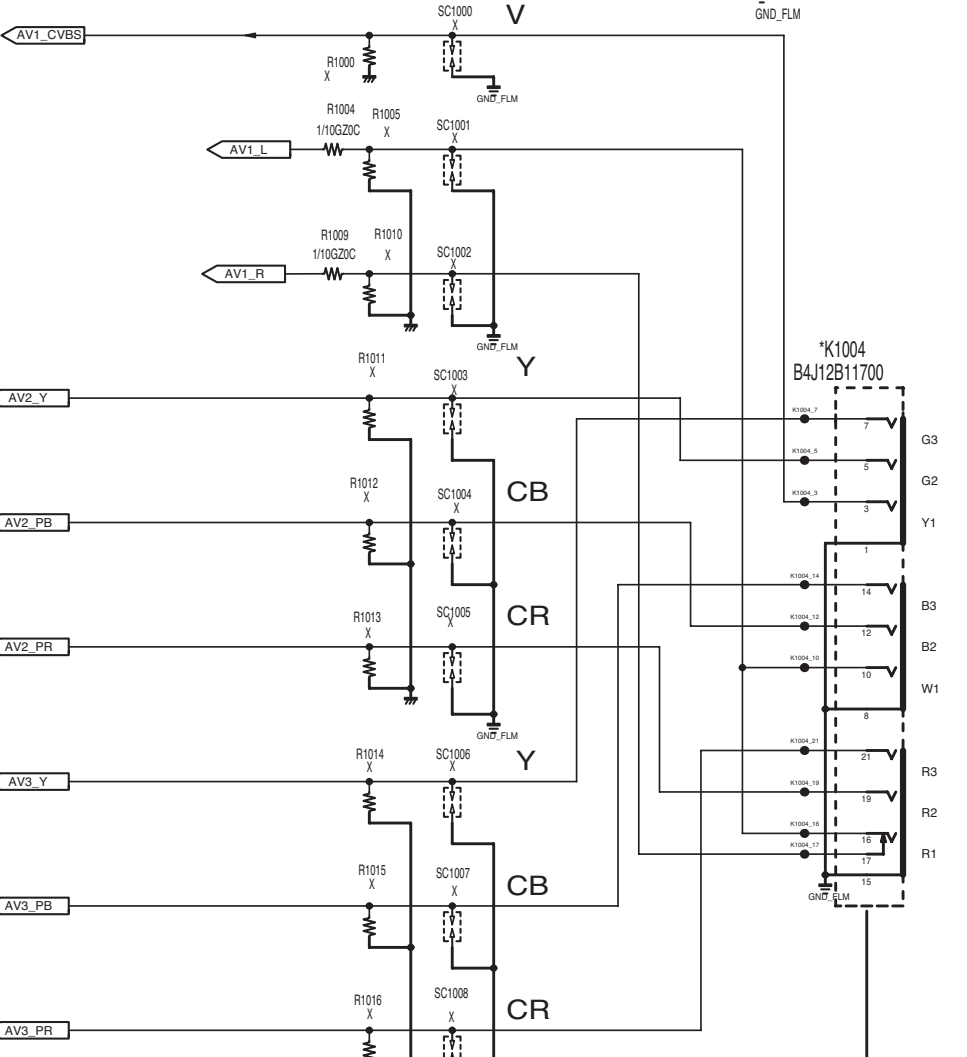 SC1000
X
V
GND_FLM
AV1_CVBS
R1000
X
GND_FLM
R1004
1/10GZ0C
R1005
X
SC1001
X
AV1_L
R1009
1/10GZ0C
R1010
X
SC1002
X
AV1_R
GND_FLM
Y
*K1004
B4J12B11700
R1011
X
SC1003
X
AV2_Y
K1004_7
7
G3
K1004_5
5
G2
K1004_3
3
Y1
1
R1012
X
SC1004
X
CB
AV2_PB
K1004_14
14
B3
K1004_12
12
B2
K1004_10
10
W1
8
R1013
X
SC1005
X
CR
AV2_PR
GND_FLM
K1004_21
21
R3
K1004_19
19
R2
K1004_16
16
K1004_17
17
R1
15
GND_FLM
R1014
X
SC1006
X
Y
AV3_Y
R1015
X
SC1007
X
CB
AV3_PB
R1016
X
SC1008
X
CR
AV3_PR